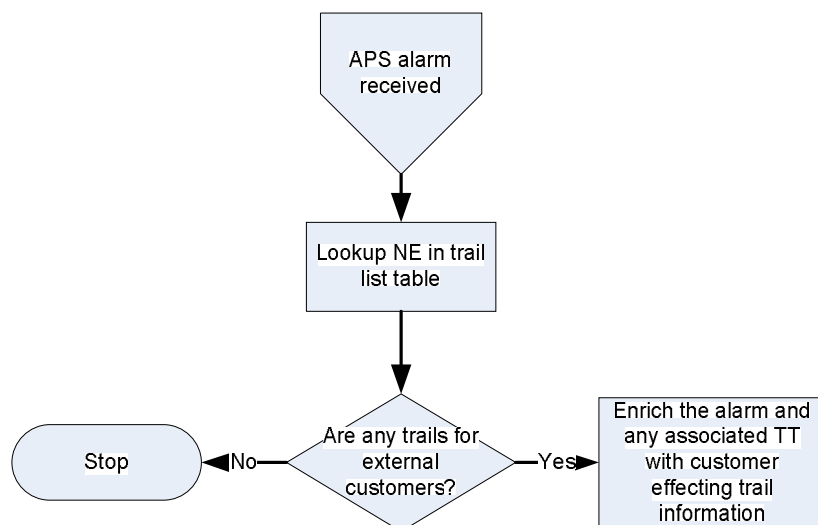 APS alarm
received
Lookup NE in trail
list table
Are any trails for
external
customers?
No
Stop
Yes
Enrich the alarm and
any associated TT
with customer
effecting trail
information